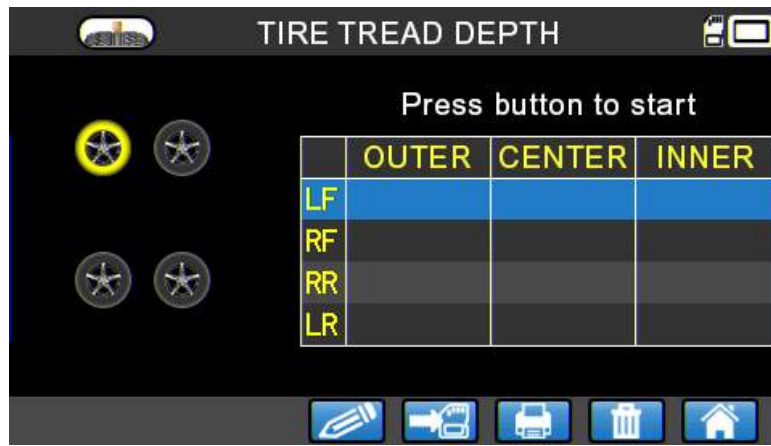 TIRE TREAD DEPTH
Press button to start
OUTER CENTER INNER
LF
RF
RR
LR